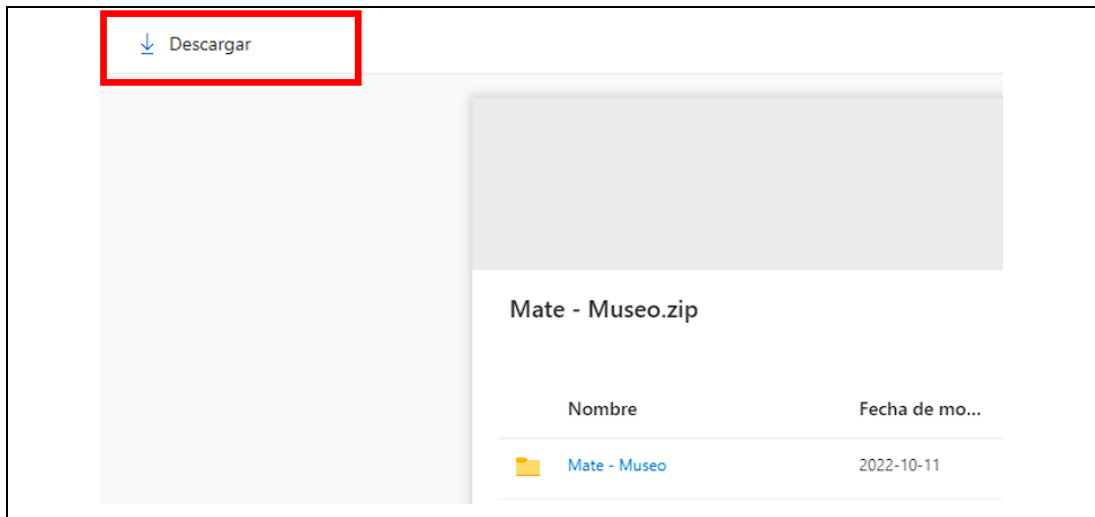 Descargar
Mate - Museo.zip
Nombre Fecha de mo...
Mate - Museo 2022-10-11